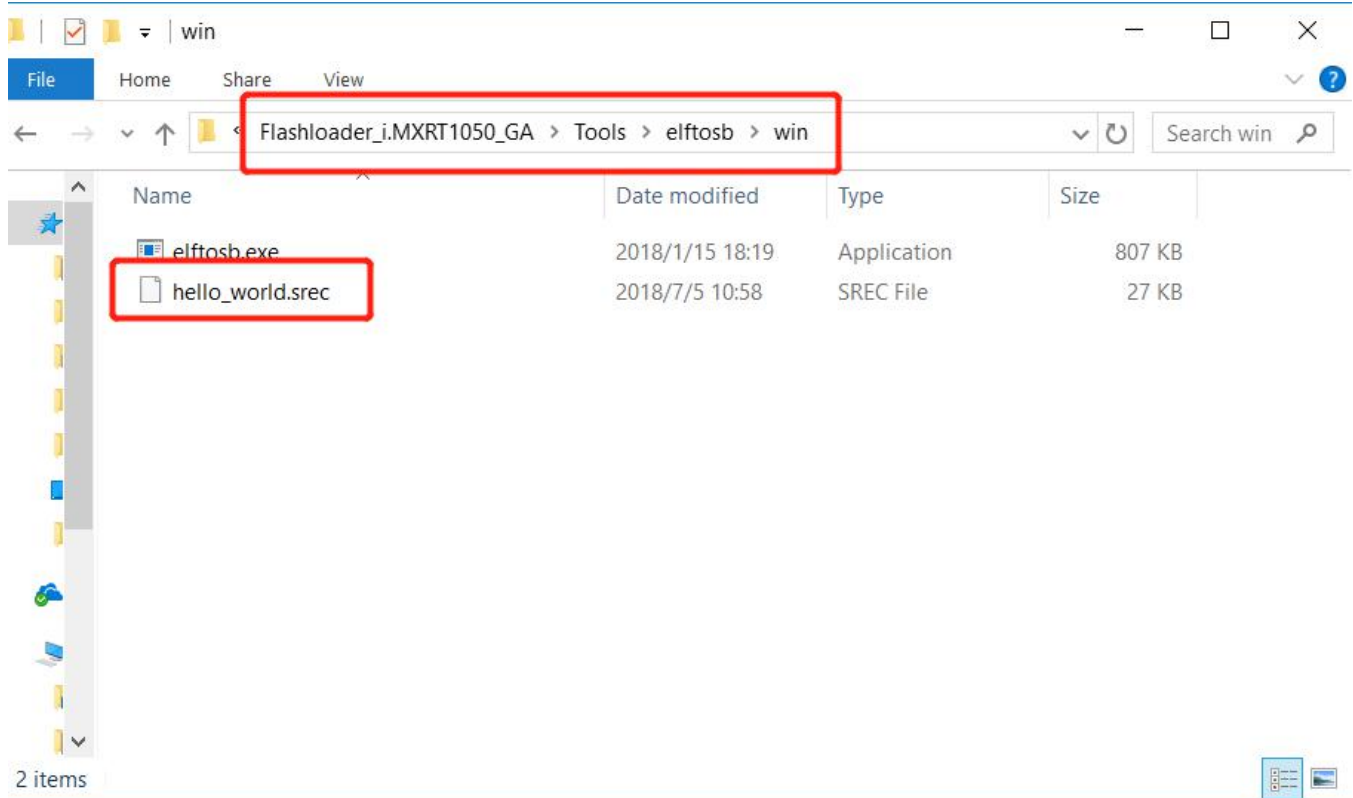 win
File Home Share View
Flashloader_i.MXRT1050_GA > Tools > elftosb > win Search win
Name Date modified Type Size
elftosb.exe 2018/1/15 18:19 Application 807 KB
hello_world.srec 2018/7/5 10:58 SREC File 27 KB
2 items